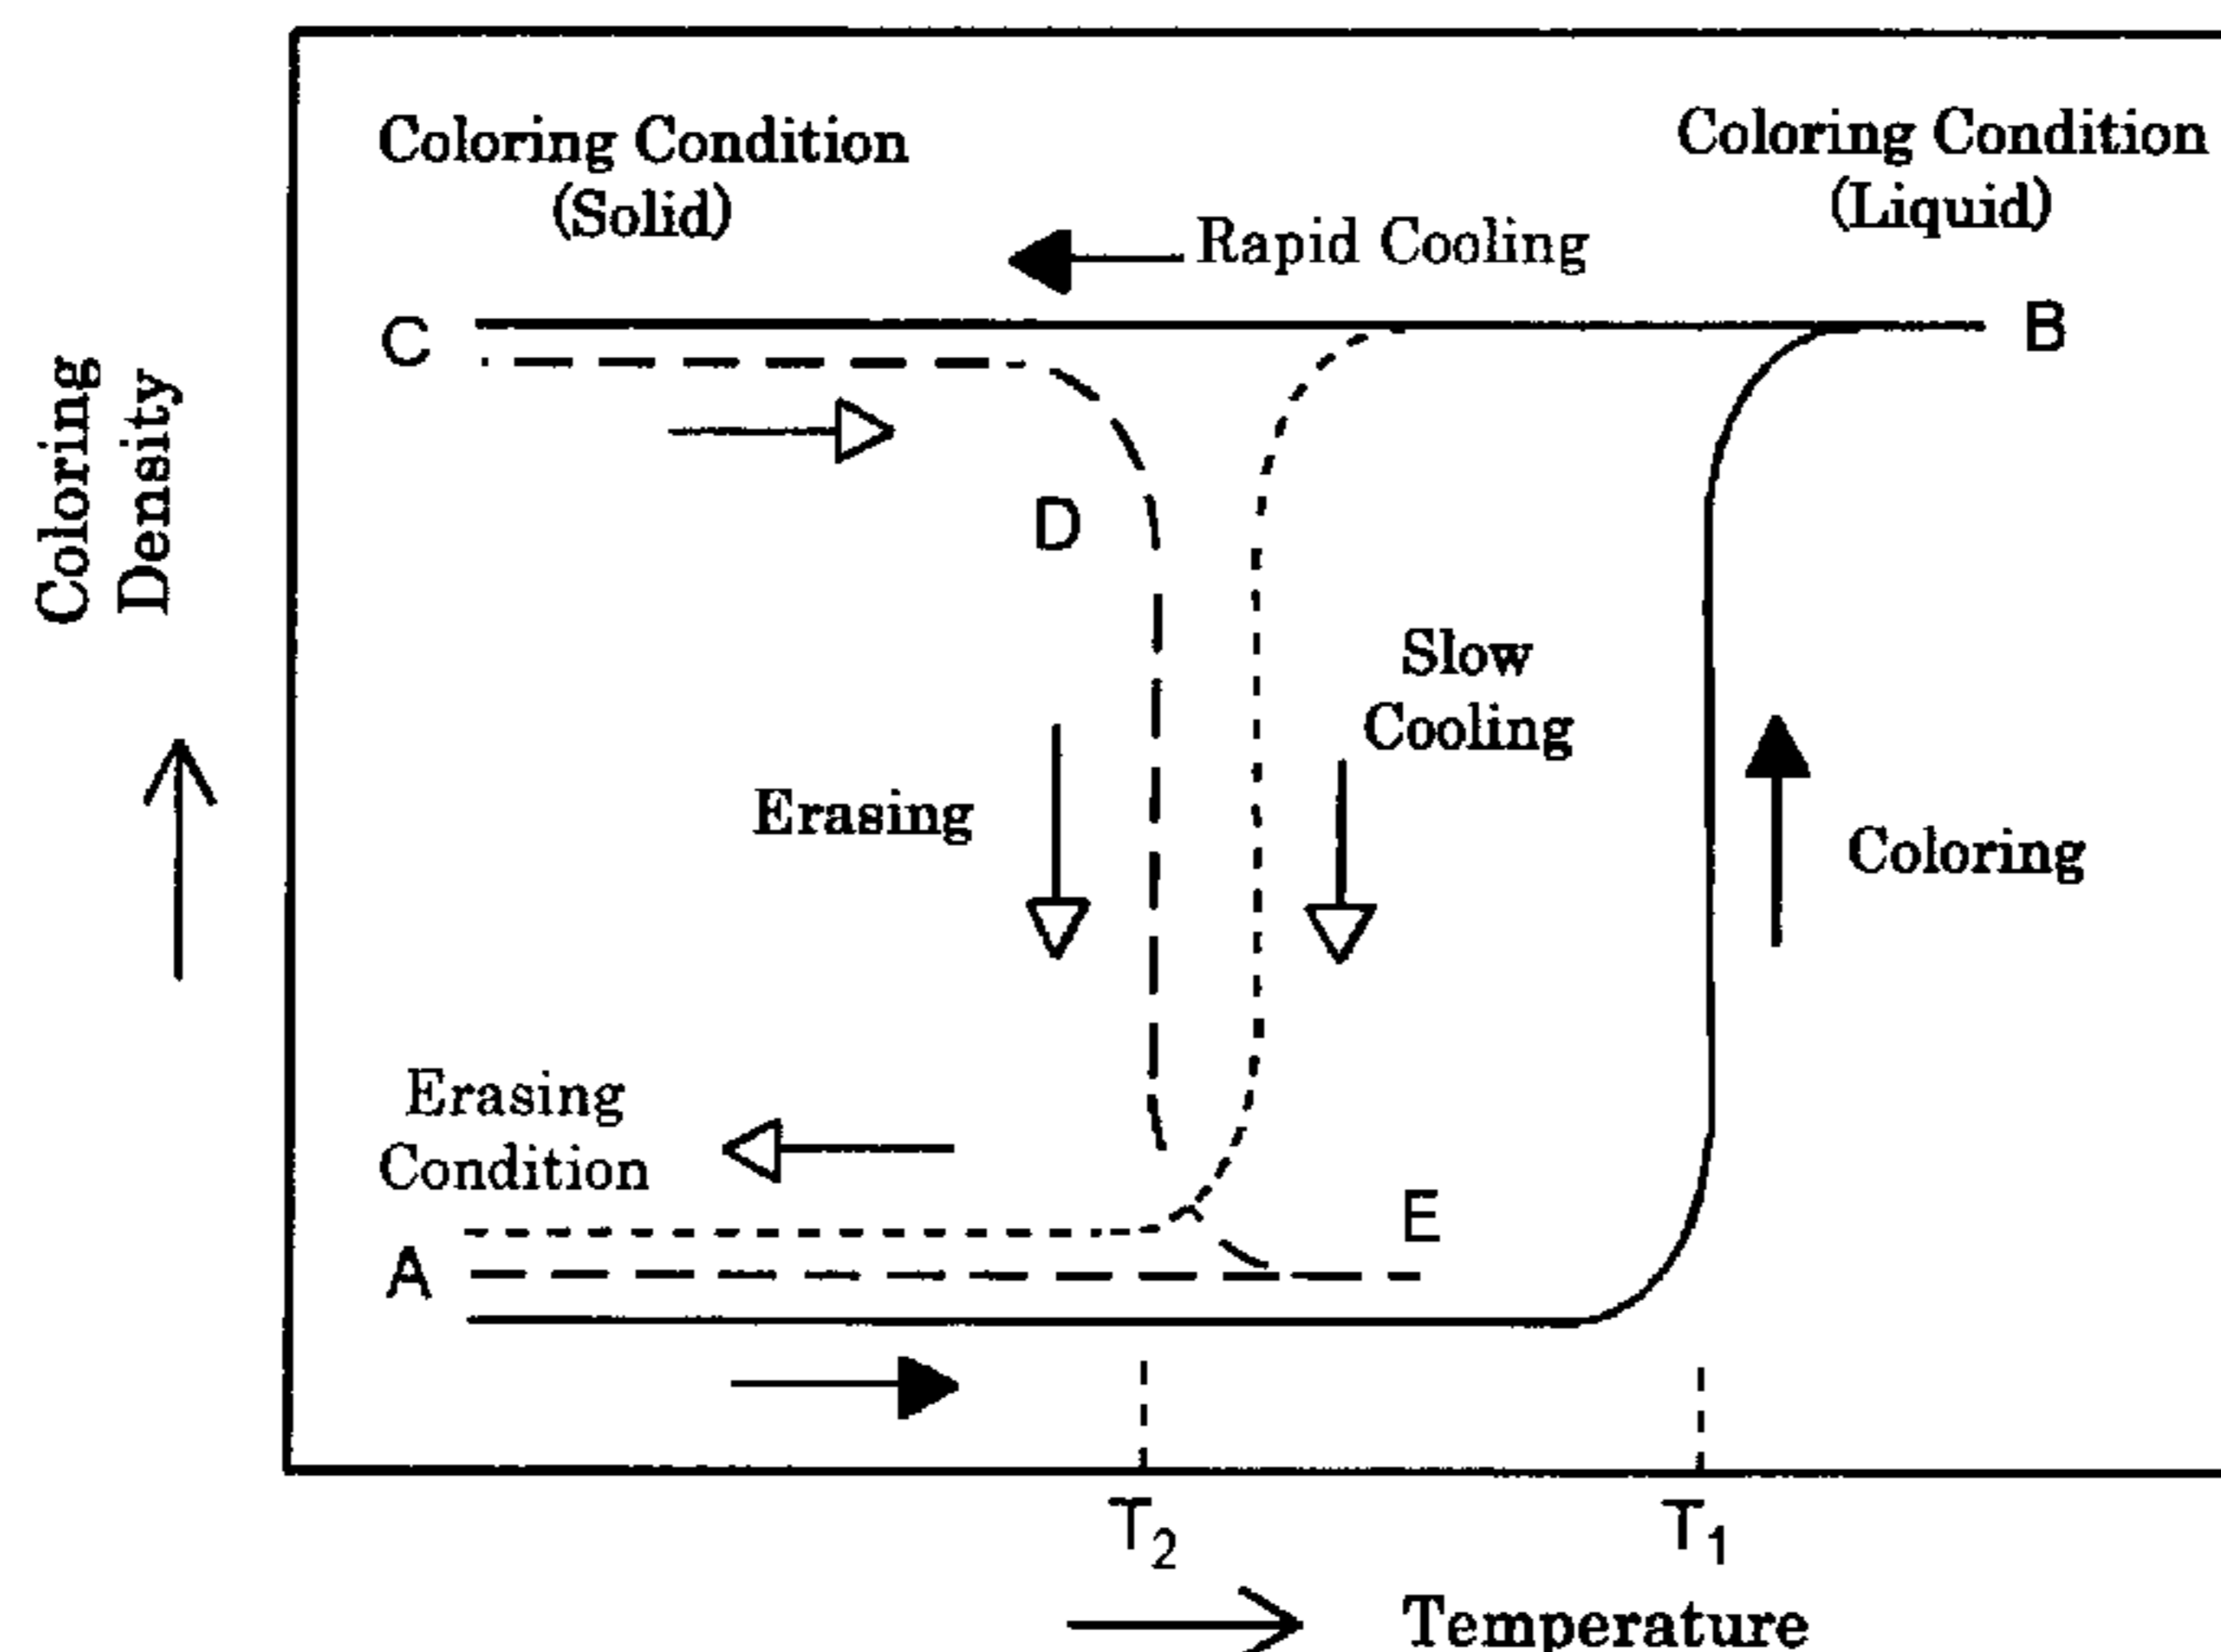 Coloring Condition
(Solid)
Coloring Condition
(Liquid)
Rapid Cooling
C
B
D
Coloring
Density
Slow
Cooling
Erasing
Coloring
Erasing
Condition
E
A
T₂
T₁
Temperature